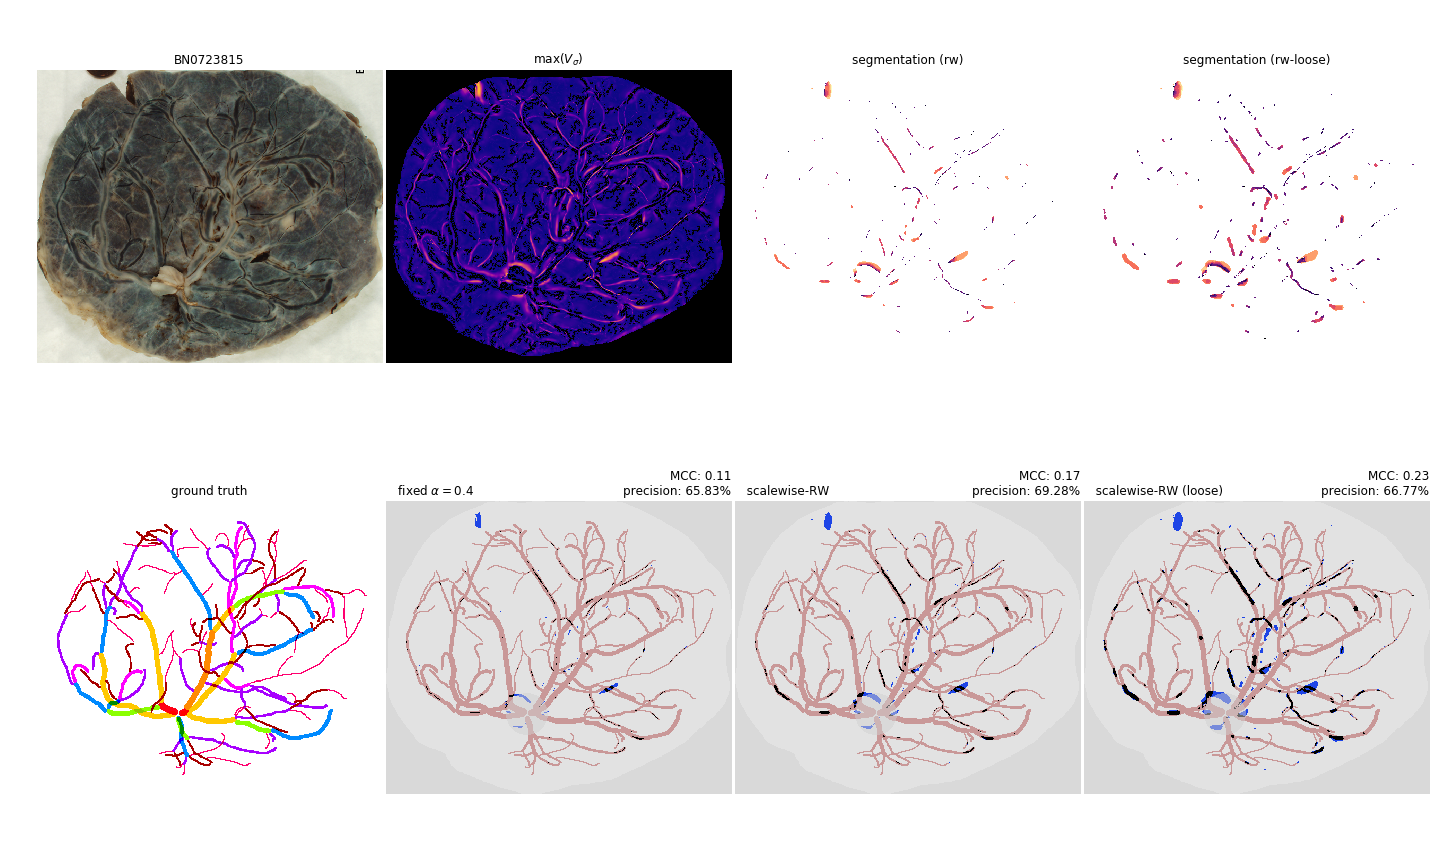 BN0723815
max(Vσ)
segmentation (rw)
segmentation (rw-loose)
ground truth
fixed α = 0.4
MCC: 0.11
precision: 65.83%
scalewise-RW
MCC: 0.17
precision: 69.28%
scalewise-RW (loose)
MCC: 0.23
precision: 66.77%